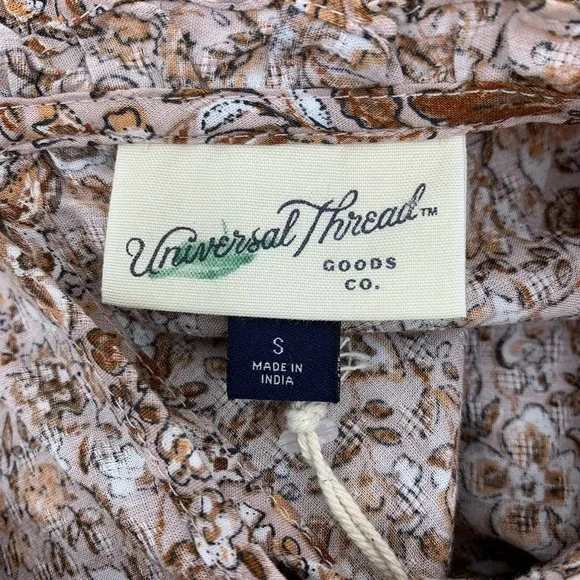 Universal Thread™
GOODS
CO.
S
MADE IN
INDIA